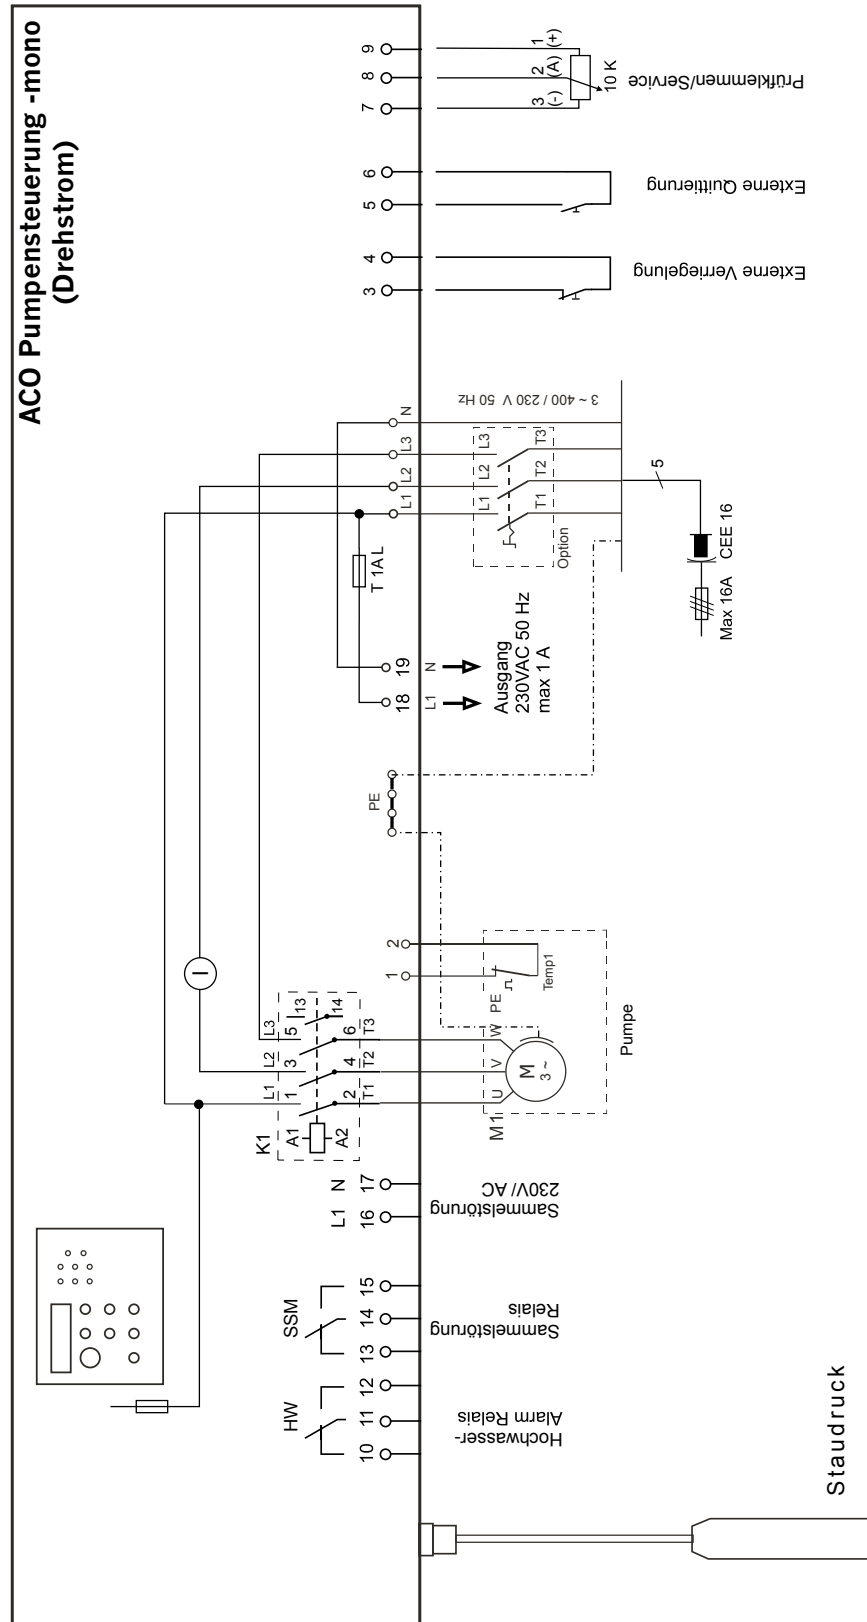 ACO Pumpensteuerung -mono
(Drehstrom)
HW
SSM
10 11 12
13 14 15
16 17
L1 N
Hochwasser-
Alarm Relais
Sammelstörung
Relais
Sammelstörung
230V/ AC
K1
A1
A2
L1 L2 L3
1 3 5 13
2 4 6 14
T1 T2 T3
M1
U V W PE
M
3 ~
Temp1
Pumpe
1 2
PE
18 19
L1 N
Ausgang
230VAC 50 Hz
max 1 A
T 1A L
L1 L2 L3 N
L1 L2 L3
T1 T2 T3
Option
3 ~ 400 / 230 V 50 Hz
5
Max 16A
CEE 16
3 4
Externe Verriegelung
5 6
Externe Quittierung
7 8 9
3 2 1
(-) (A) (+)
10 K
Prüfklemmen/Service
Staudruck
I